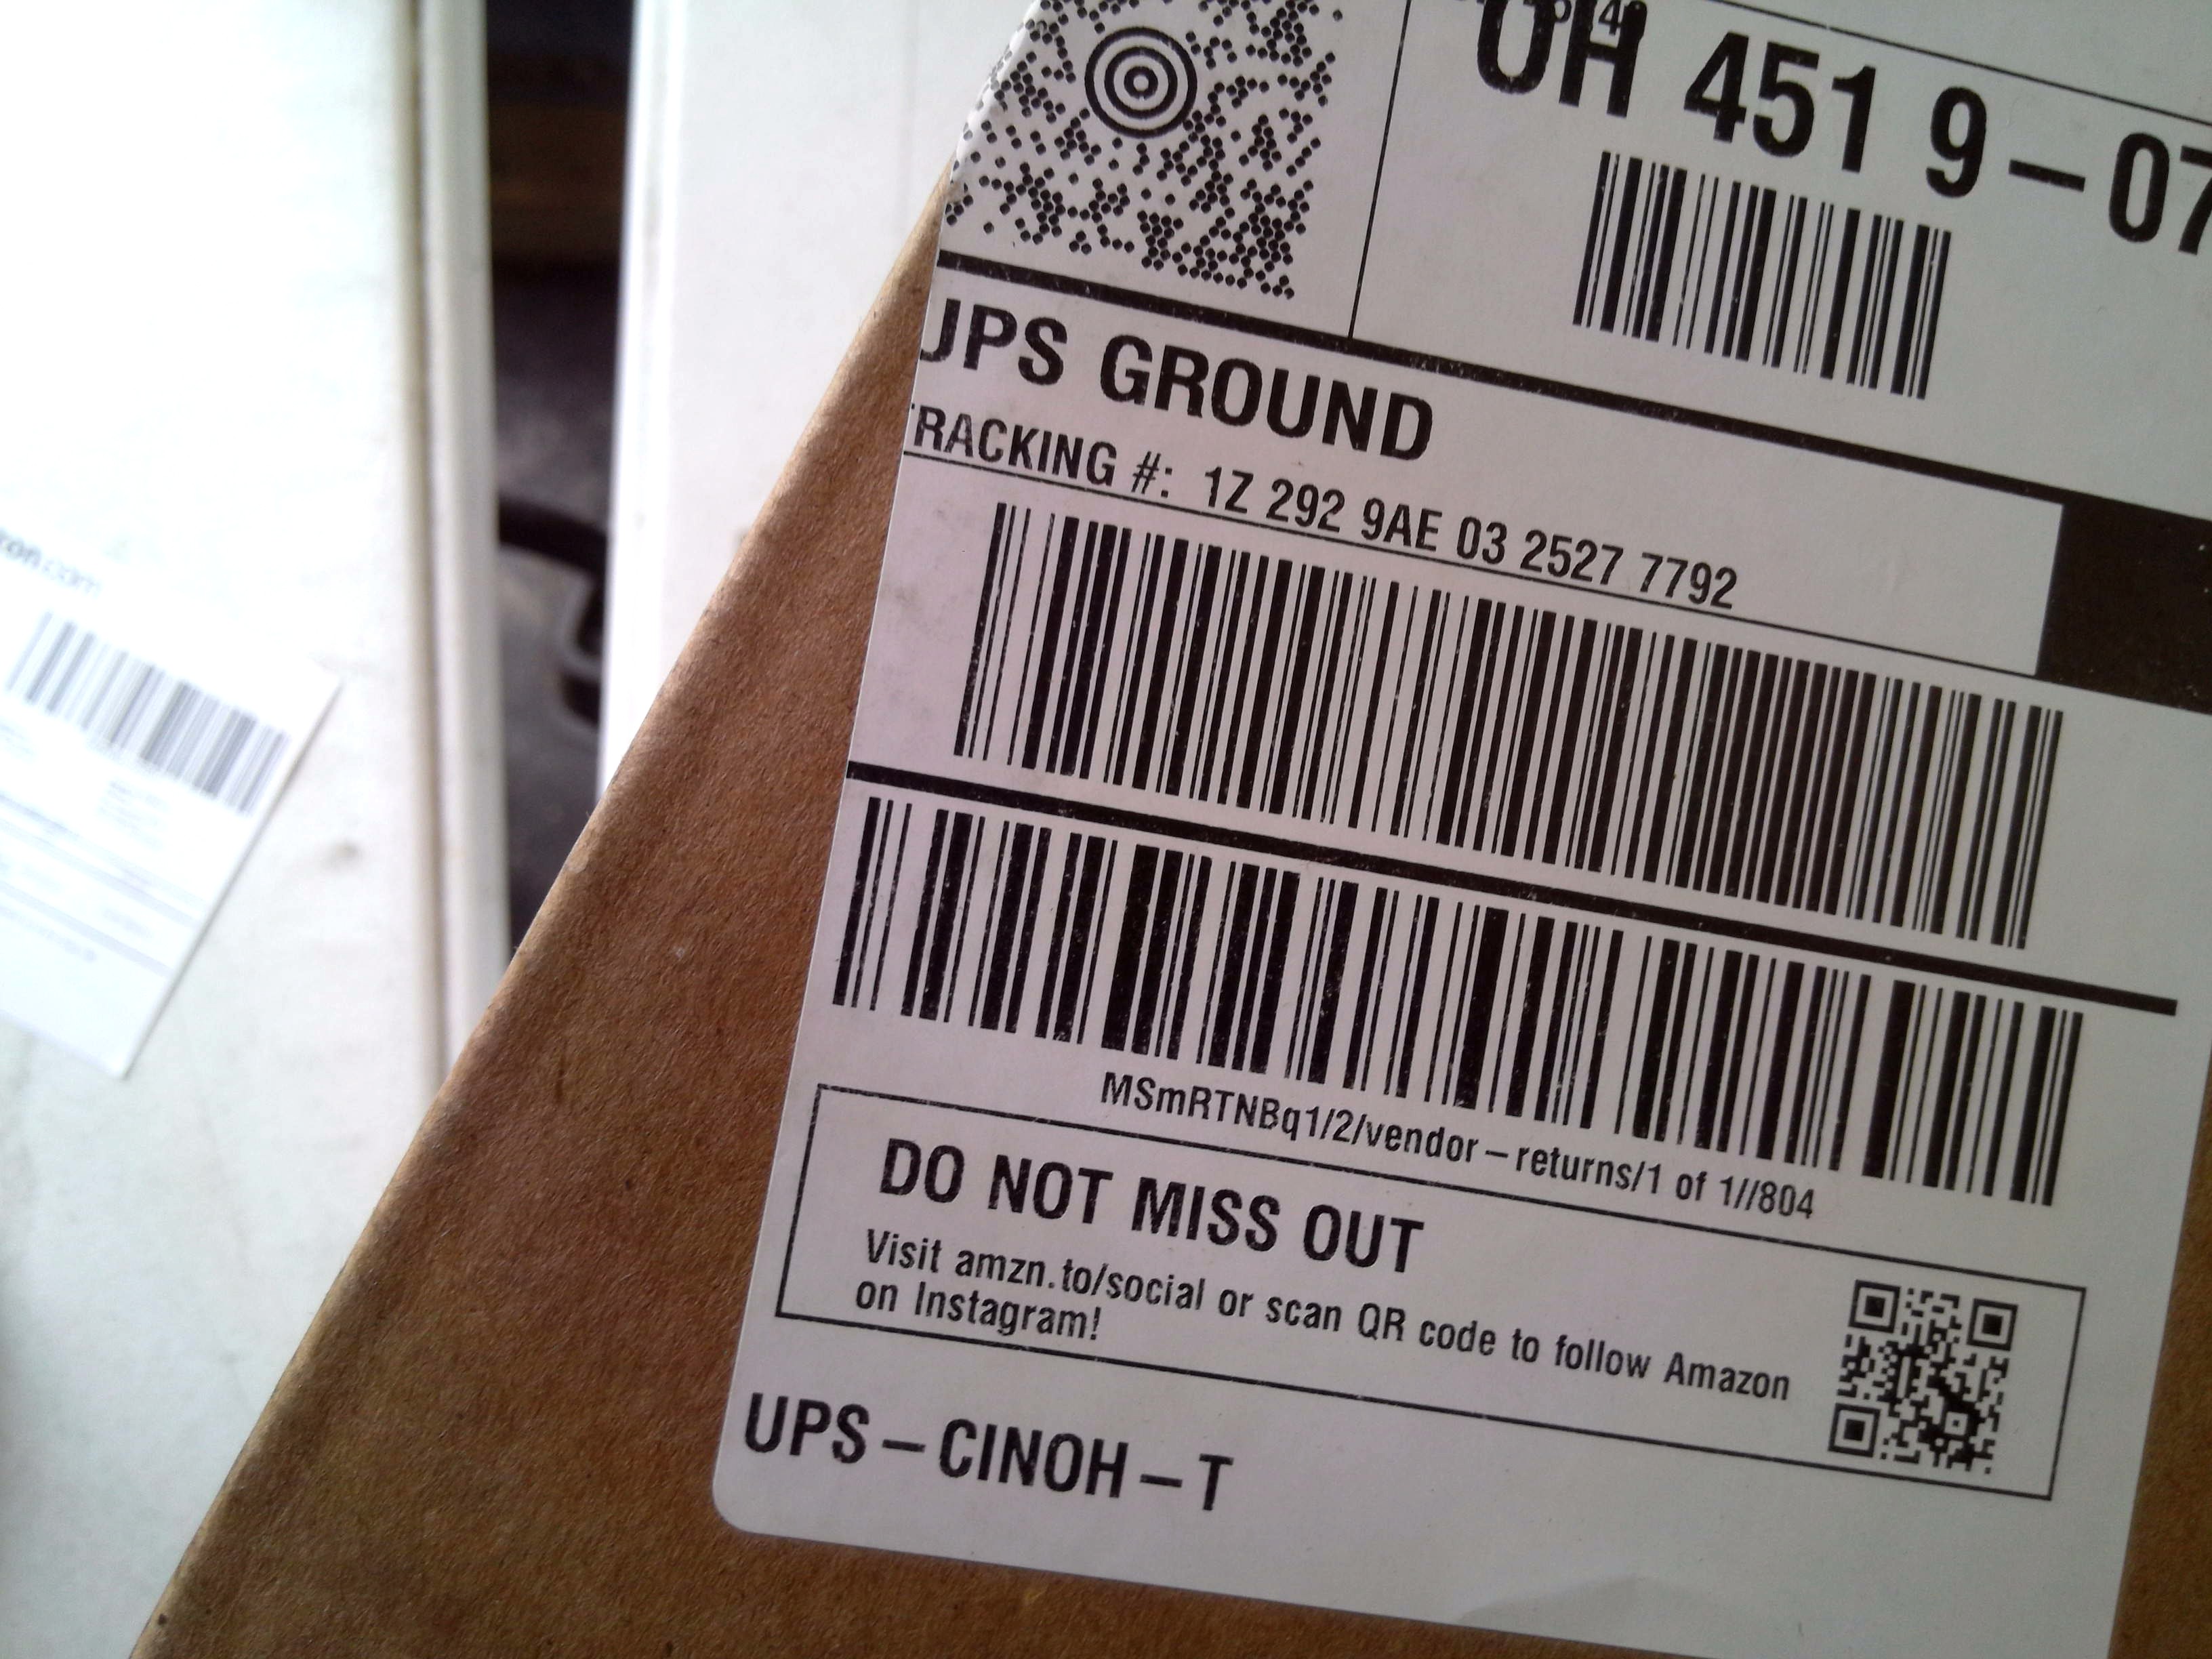 OH 451 9-07
UPS GROUND
TRACKING #: 1Z 292 9AE 03 2527 7792
MSmRTNBq1/2/vendor-returns/1 of 1//804
DO NOT MISS OUT
Visit amzn.to/social or scan QR code to follow Amazon
on Instagram!
UPS-CINOH-T
zon.com